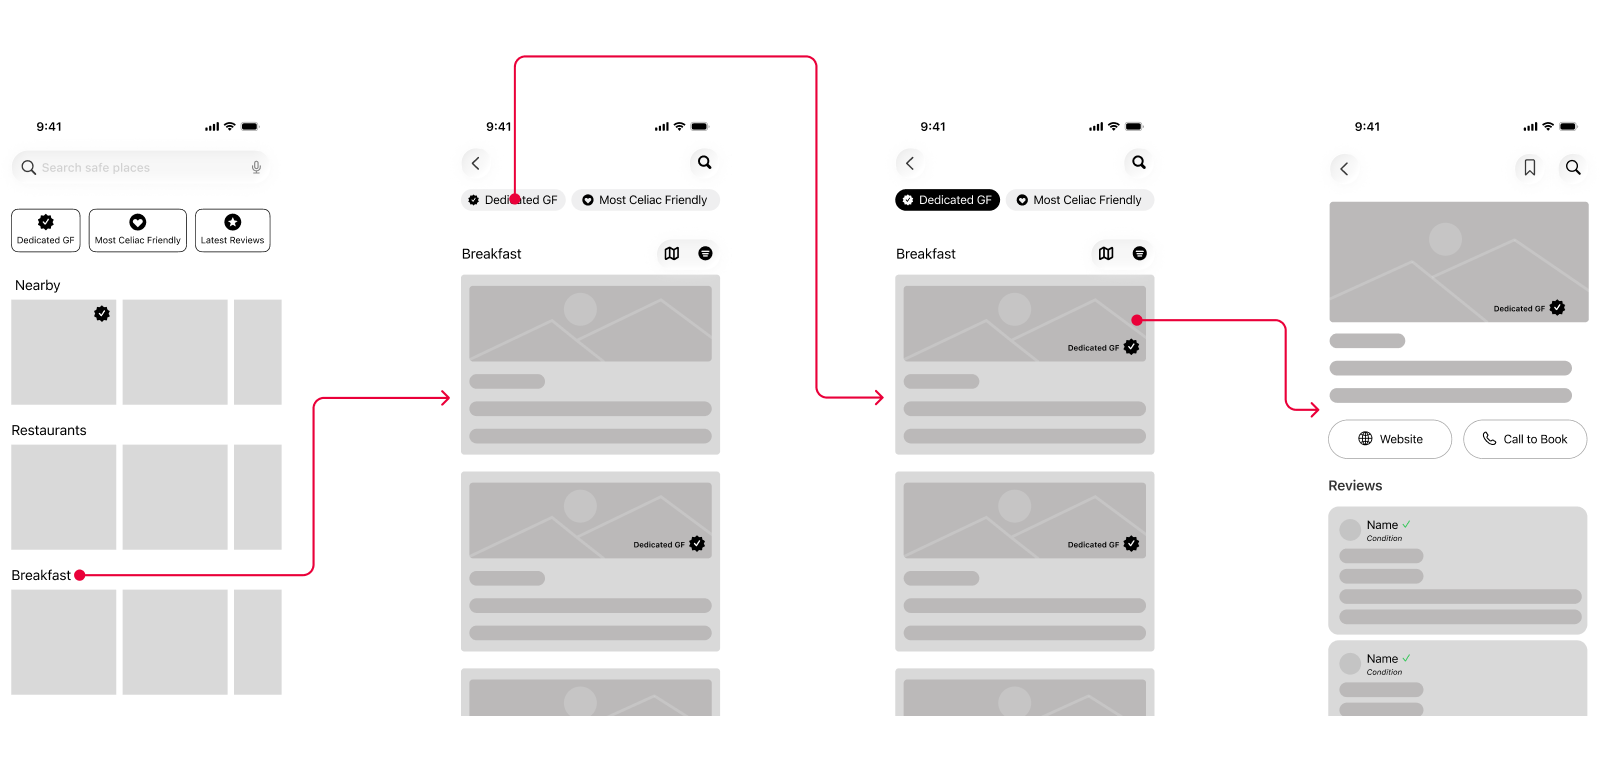 9:41
Search safe places
Dedicated GF
Most Celiac Friendly
Latest Reviews
Nearby
Restaurants
Breakfast
9:41
Dedicated GF
Most Celiac Friendly
Breakfast
Dedicated GF
9:41
Dedicated GF
Most Celiac Friendly
Breakfast
Dedicated GF
Dedicated GF
9:41
Dedicated GF
Website
Call to Book
Reviews
Name
Condition
Name
Condition